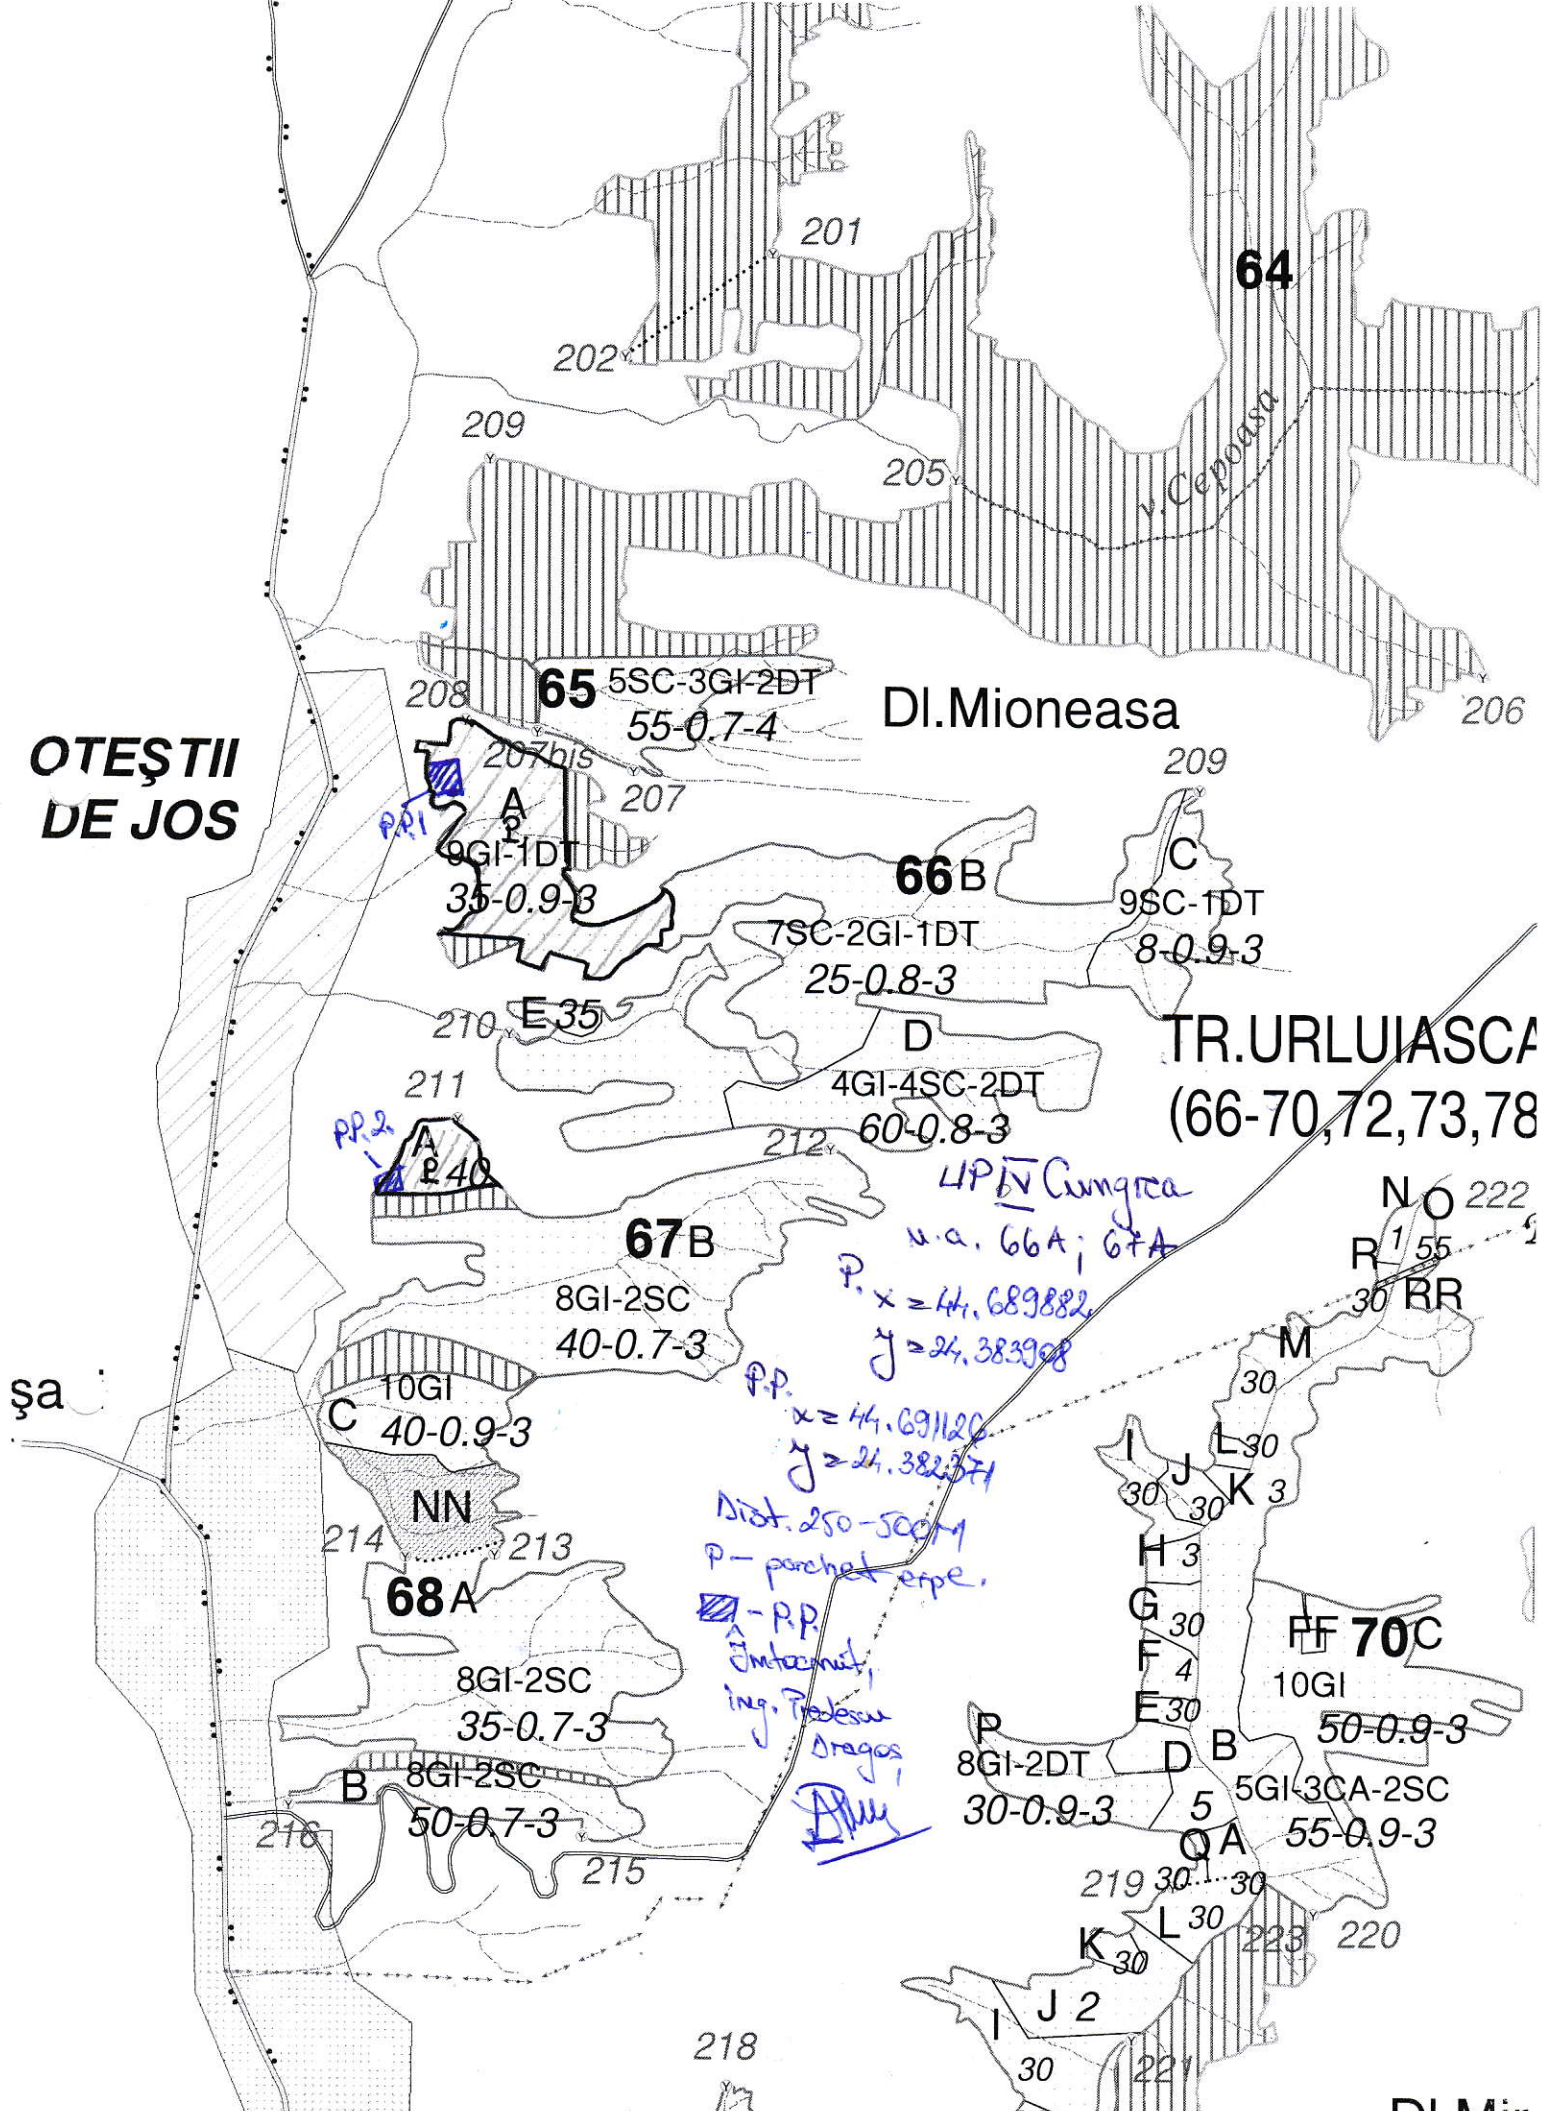 201
64
202
209
205
v.Cepoasa
208
65
5SC-3GI-2DT
55-0.7-4
Dl.Mioneasa
206
OTEŞTII
DE JOS
207bis
207
209
P.P.1
A
P.
9GI-1DT
35-0.9-3
66B
C
9SC-1DT
8-0.9-3
7SC-2GI-1DT
25-0.8-3
210
E 35
D
TR.URLUIASCA
(66-70,72,73,78
4GI-4SC-2DT
60-0.8-3
211
P.P.2.
A
P 40
212
UP IV Cungrea
u.a. 66A; 67A
N
O
222
1
55
R
30
RR
67B
8GI-2SC
40-0.7-3
P. x = 44.689882
y = 24.383908
M
30
şa
10GI
C
40-0.9-3
P.P.
x = 44.691126
y = 24.382371
I
J
L 30
30
30
K 3
NN
214
213
Dist. 250-500M
P - parchet
H 3
68A
- P.P.
G
30
FF
70C
Întocmit,
F
4
8GI-2SC
35-0.7-3
ing. Predescu
Dragoş
E 30
10GI
50-0.9-3
P
8GI-2DT
30-0.9-3
D
B
5
5GI-3CA-2SC
55-0.9-3
B
8GI-2SC
50-0.7-3
216
215
Q A
219
30
30
L 30
223
220
K
30
I
J 2
30
221
218